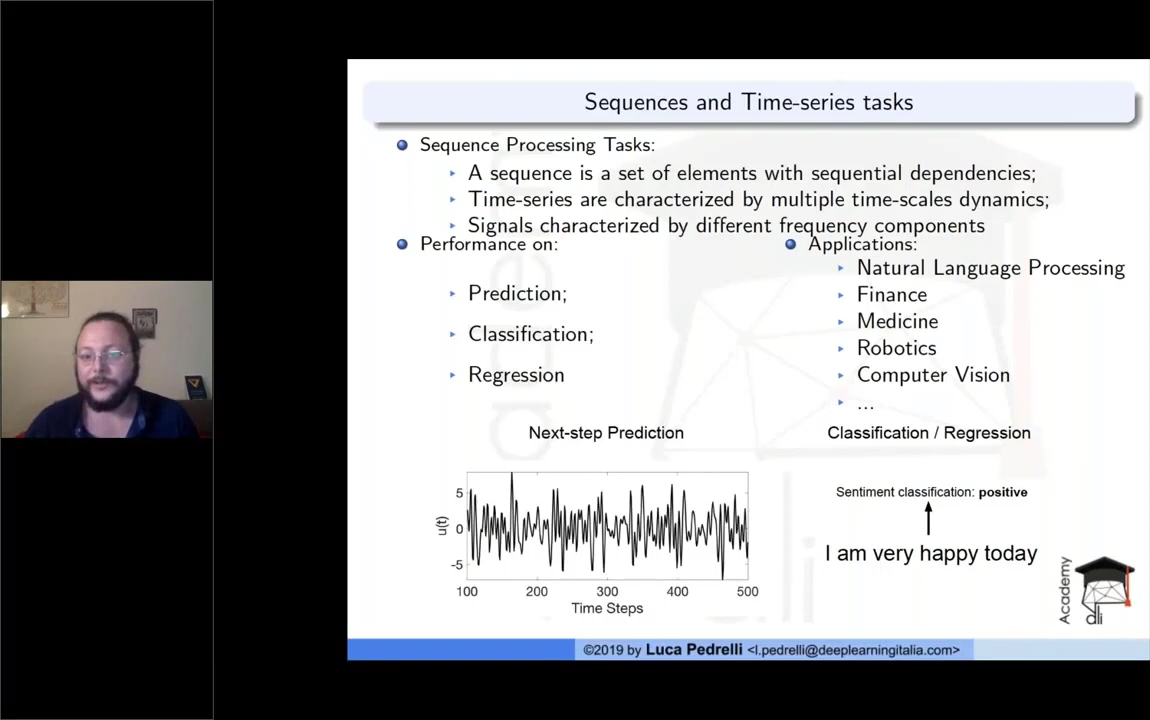 Sequences and Time-series tasks
Sequence Processing Tasks:
A sequence is a set of elements with sequential dependencies;
Time-series are characterized by multiple time-scales dynamics;
Signals characterized by different frequency components
Performance on:
Prediction;
Classification;
Regression
Applications:
Natural Language Processing
Finance
Medicine
Robotics
Computer Vision
...
Next-step Prediction
u(t)
5
0
-5
100 200 300 400 500
Time Steps
Classification / Regression
Sentiment classification: positive
I am very happy today
Academy
dli
©2019 by Luca Pedrelli <l.pedrelli@deeplearningitalia.com>